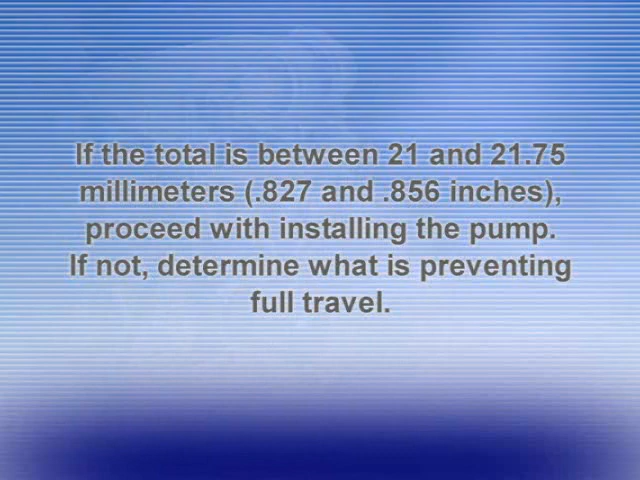 If the total is between 21 and 21.75
millimeters (.827 and .856 inches),
proceed with installing the pump.
If not, determine what is preventing
full travel.